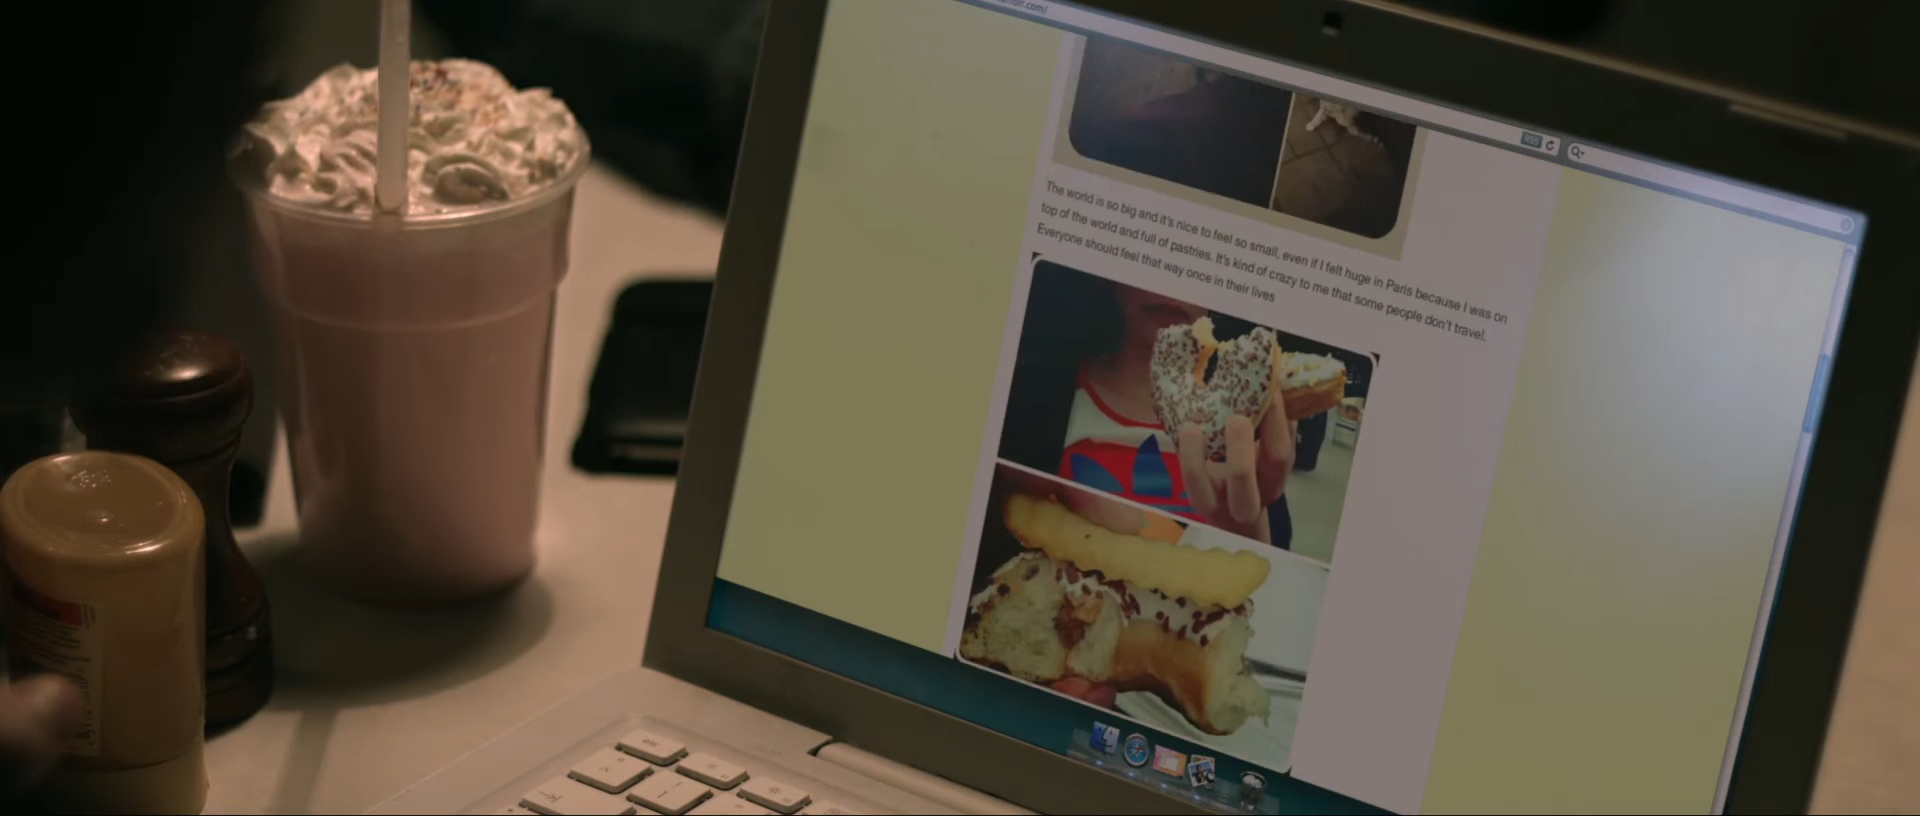 The world is so big and it's nice to feel so small, even if I felt huge in Paris because I was on
top of the world and full of pastries. It's kind of crazy to me that some people don't travel.
Everyone should feel that way once in their lives
esc